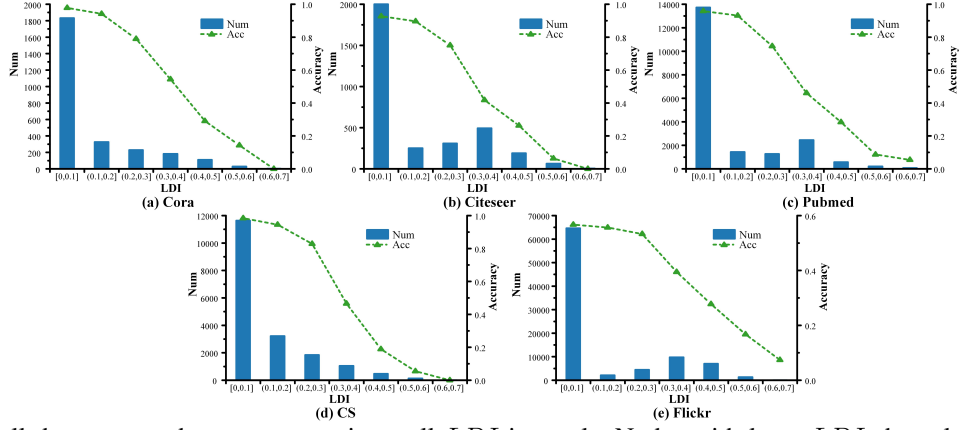 2000
1800
1600
1400
1200
1000
800
600
400
200
0
Num
1.0
0.8
0.6
0.4
0.2
0.0
Accuracy
Num
Acc
[0,0.1] (0.1,0.2] (0.2,0.3] (0.3,0.4] (0.4,0.5] (0.5,0.6] (0.6,0.7]
LDI
(a) Cora
2000
1500
1000
500
0
Num
1.0
0.8
0.6
0.4
0.2
0.0
Accuracy
Num
Acc
[0,0.1] (0.1,0.2] (0.2,0.3] (0.3,0.4] (0.4,0.5] (0.5,0.6] (0.6,0.7]
LDI
(b) Citeseer
14000
12000
10000
8000
6000
4000
2000
0
Num
1.0
0.8
0.6
0.4
0.2
0.0
Accuracy
Num
Acc
[0,0.1] (0.1,0.2] (0.2,0.3] (0.3,0.4] (0.4,0.5] (0.5,0.6] (0.6,0.7]
LDI
(c) Pubmed
12000
10000
8000
6000
4000
2000
0
Num
1.0
0.8
0.6
0.4
0.2
0.0
Accuracy
Num
Acc
[0,0.1] (0.1,0.2] (0.2,0.3] (0.3,0.4] (0.4,0.5] (0.5,0.6] (0.6,0.7]
LDI
(d) CS
70000
60000
50000
40000
30000
20000
10000
0
Num
0.6
0.4
0.2
0.0
Accuracy
Num
Acc
[0,0.1] (0.1,0.2] (0.2,0.3] (0.3,0.4] (0.4,0.5] (0.5,0.6] (0.6,0.7]
LDI
(e) Flickr